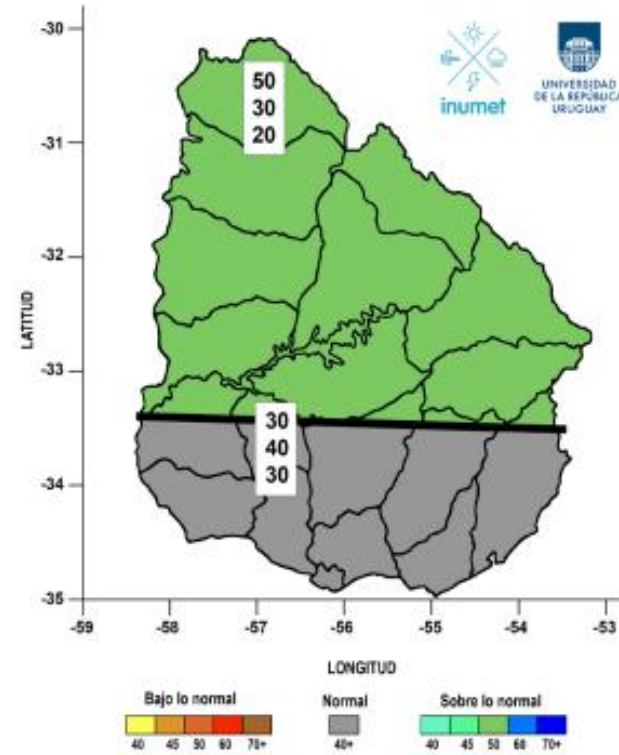 inumet
UNIVERSIDAD
DE LA REPÚBLICA
URUGUAY
-30
-31
-32
-33
-34
-35
LATITUD
50
30
20
30
40
30
-59
-58
-57
-56
-55
-54
-53
LONGITUD
Bajo lo normal
Normal
Sobre lo normal
40 45 50 60 70+
40+
40 45 50 60 70+